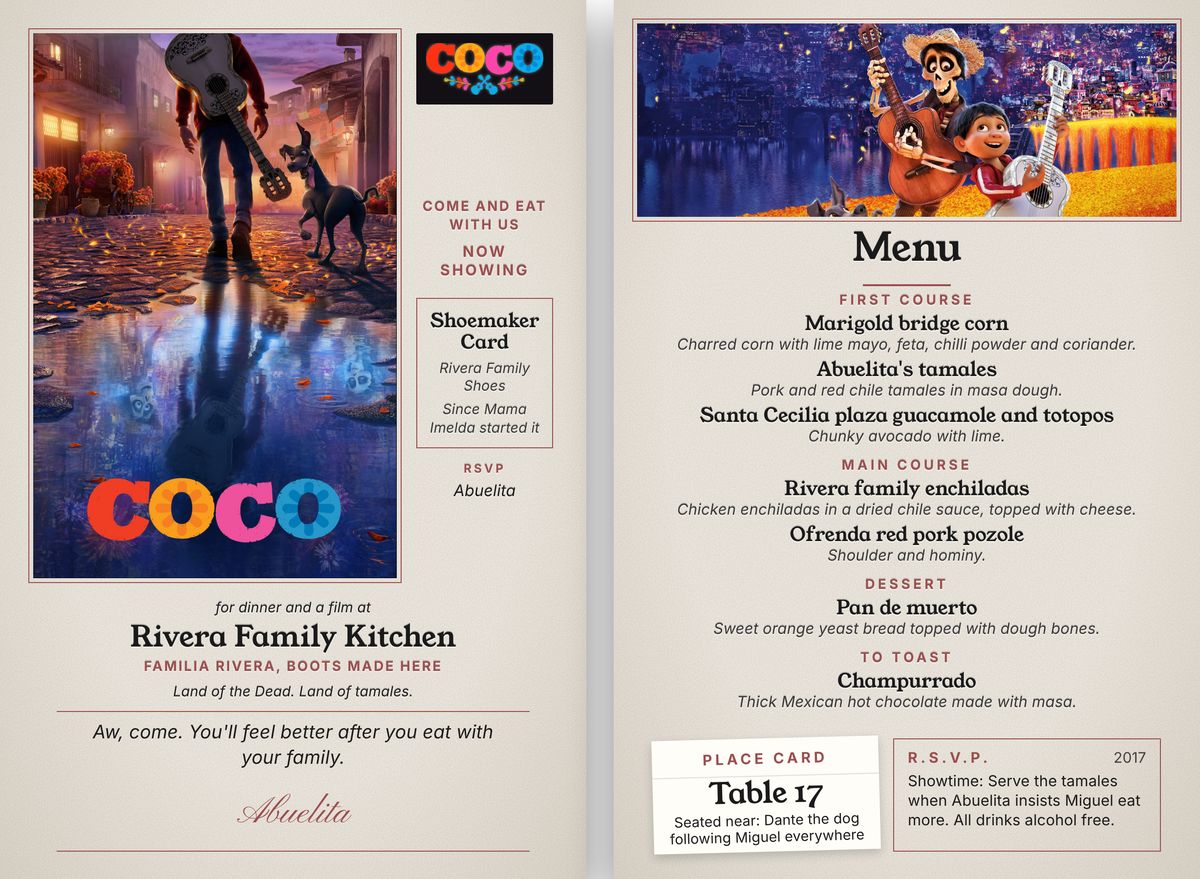 COCO
COME AND EAT
WITH US
NOW
SHOWING
Shoemaker
Card
Rivera Family
Shoes
Since Mama
Imelda started it
RSVP
Abuelita
COCO
for dinner and a film at
Rivera Family Kitchen
FAMILIA RIVERA, BOOTS MADE HERE
Land of the Dead. Land of tamales.
Aw, come. You'll feel better after you eat with
your family.
Abuelita
Menu
FIRST COURSE
Marigold bridge corn
Charred corn with lime mayo, feta, chilli powder and coriander.
Abuelita's tamales
Pork and red chile tamales in masa dough.
Santa Cecilia plaza guacamole and totopos
Chunky avocado with lime.
MAIN COURSE
Rivera family enchiladas
Chicken enchiladas in a dried chile sauce, topped with cheese.
Ofrenda red pork pozole
Shoulder and hominy.
DESSERT
Pan de muerto
Sweet orange yeast bread topped with dough bones.
TO TOAST
Champurrado
Thick Mexican hot chocolate made with masa.
PLACE CARD
Table 17
Seated near: Dante the dog
following Miguel everywhere
R.S.V.P. 2017
Showtime: Serve the tamales
when Abuelita insists Miguel eat
more. All drinks alcohol free.